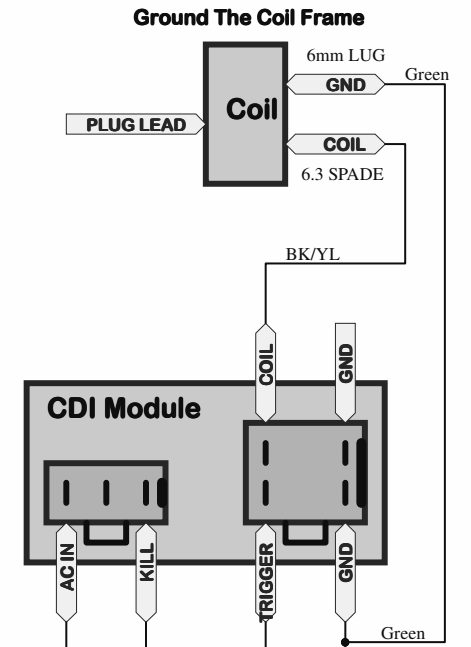 Ground The Coil Frame
6mm LUG
Green
GND
Coil
PLUG LEAD
COIL
6.3 SPADE
BK/YL
COIL
GND
CDI Module
AC IN
KILL
TRIGGER
GND
Green